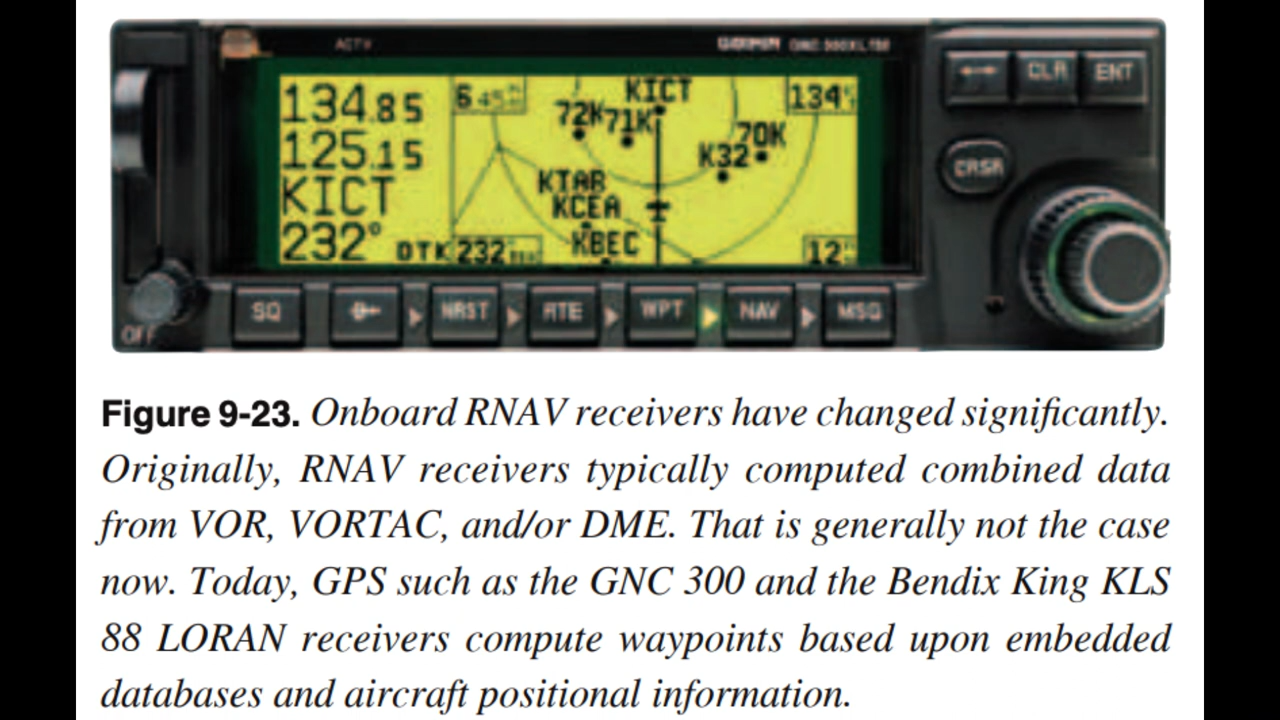 ACTV
GARMIN GNC 300XL TSO
134.85
125.15
KICT
232°
DTK 232°
6
KICT
134
72K 71K
70K
K32
KTAB
KCEA
KBEC
12
CLR
ENT
CRSR
SQ
NRST
RTE
WPT
NAV
MSG
OFF
Figure 9-23. Onboard RNAV receivers have changed significantly.
Originally, RNAV receivers typically computed combined data
from VOR, VORTAC, and/or DME. That is generally not the case
now. Today, GPS such as the GNC 300 and the Bendix King KLS
88 LORAN receivers compute waypoints based upon embedded
databases and aircraft positional information.